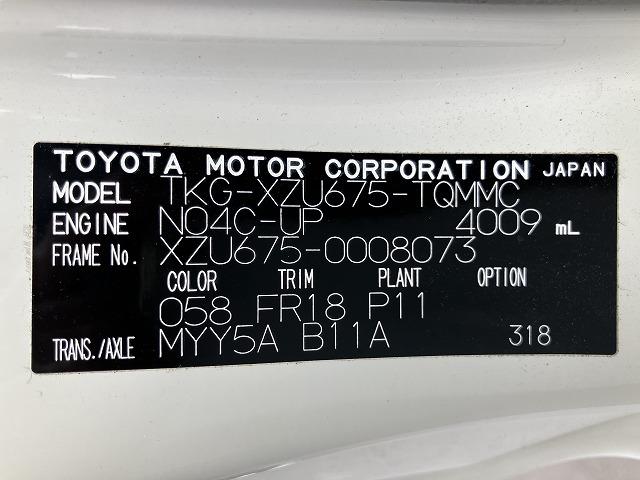 TOYOTA MOTOR CORPORATION JAPAN
MODEL TKG-XZU675-TQMMC
ENGINE N04C-UP 4009 mL
FRAME No. XZU675-0008073
COLOR TRIM PLANT OPTION
058 FR18 P11
TRANS./AXLE MYY5A B11A 318